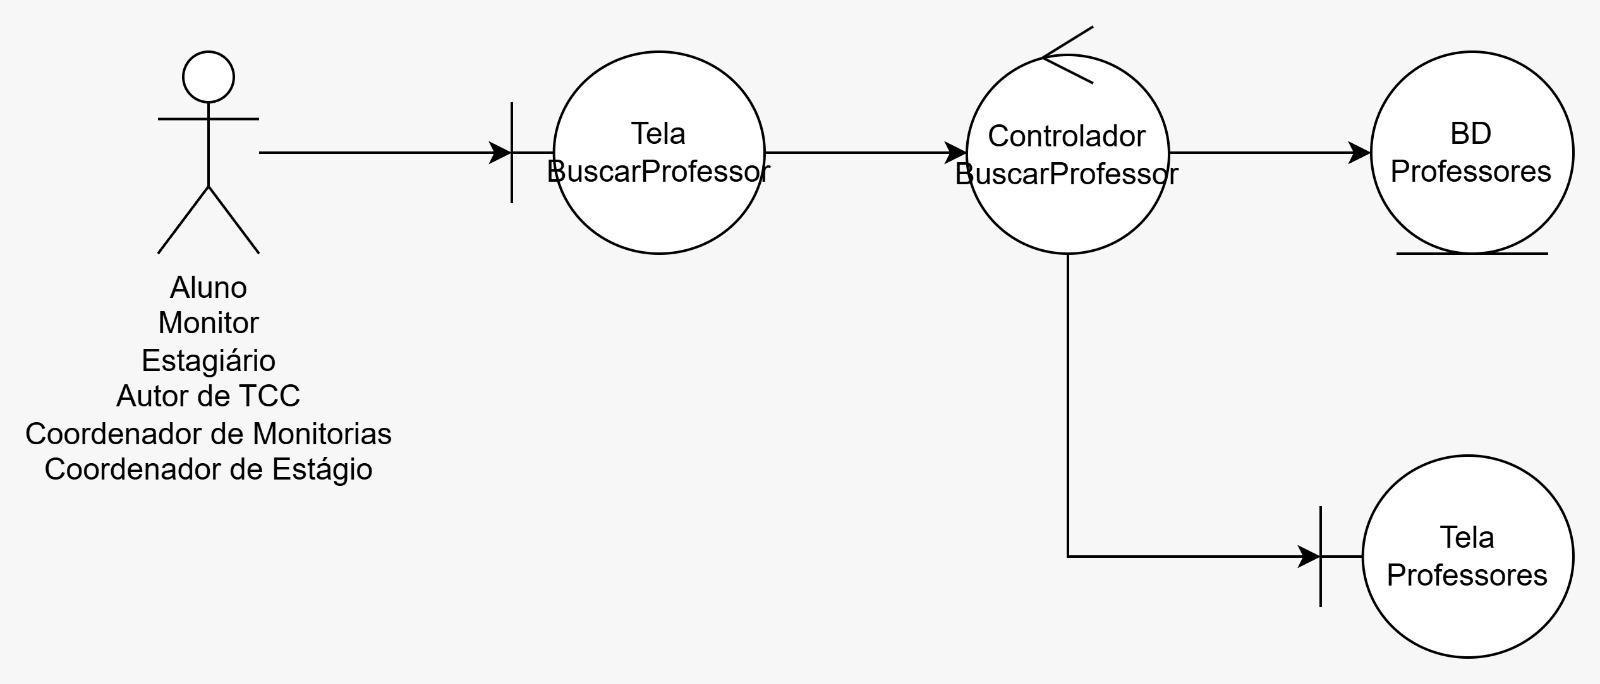 Tela
BuscarProfessor
Controlador
BuscarProfessor
BD
Professores
Aluno
Monitor
Estagiário
Autor de TCC
Coordenador de Monitorias
Coordenador de Estágio
Tela
Professores